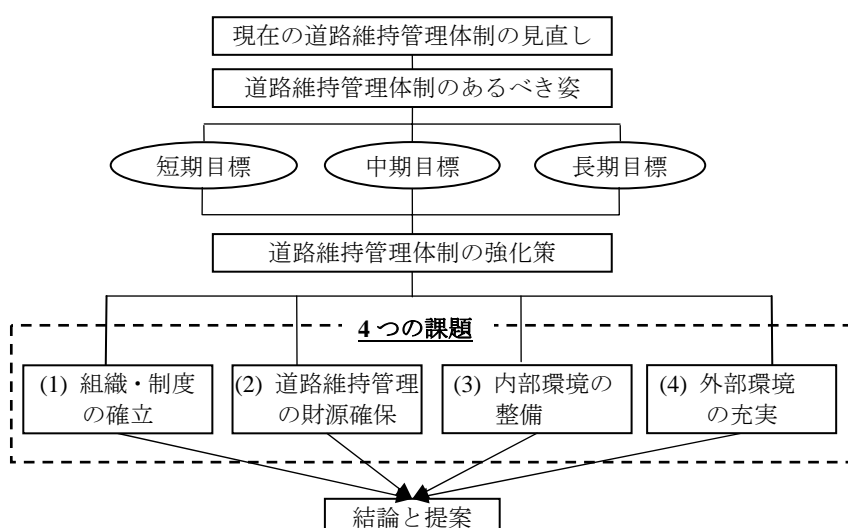 現在の道路維持管理体制の見直し
道路維持管理体制のあるべき姿
短期目標
中期目標
長期目標
道路維持管理体制の強化策
4つの課題
(1) 組織・制度
の確立
(2) 道路維持管理
の財源確保
(3) 内部環境の
整備
(4) 外部環境
の充実
結論と提案